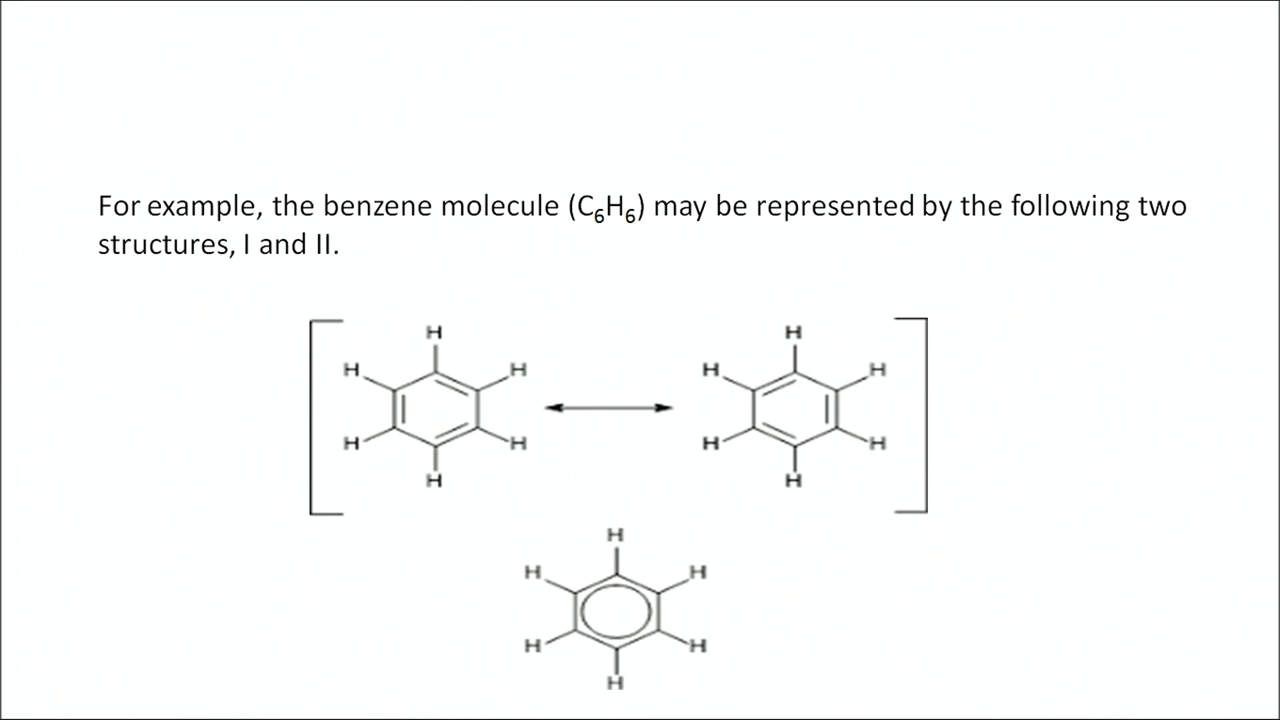 For example, the benzene molecule (C₆H₆) may be represented by the following two
structures, I and II.
H H
H H H H
H H H H
H H
H
H H
H H
H